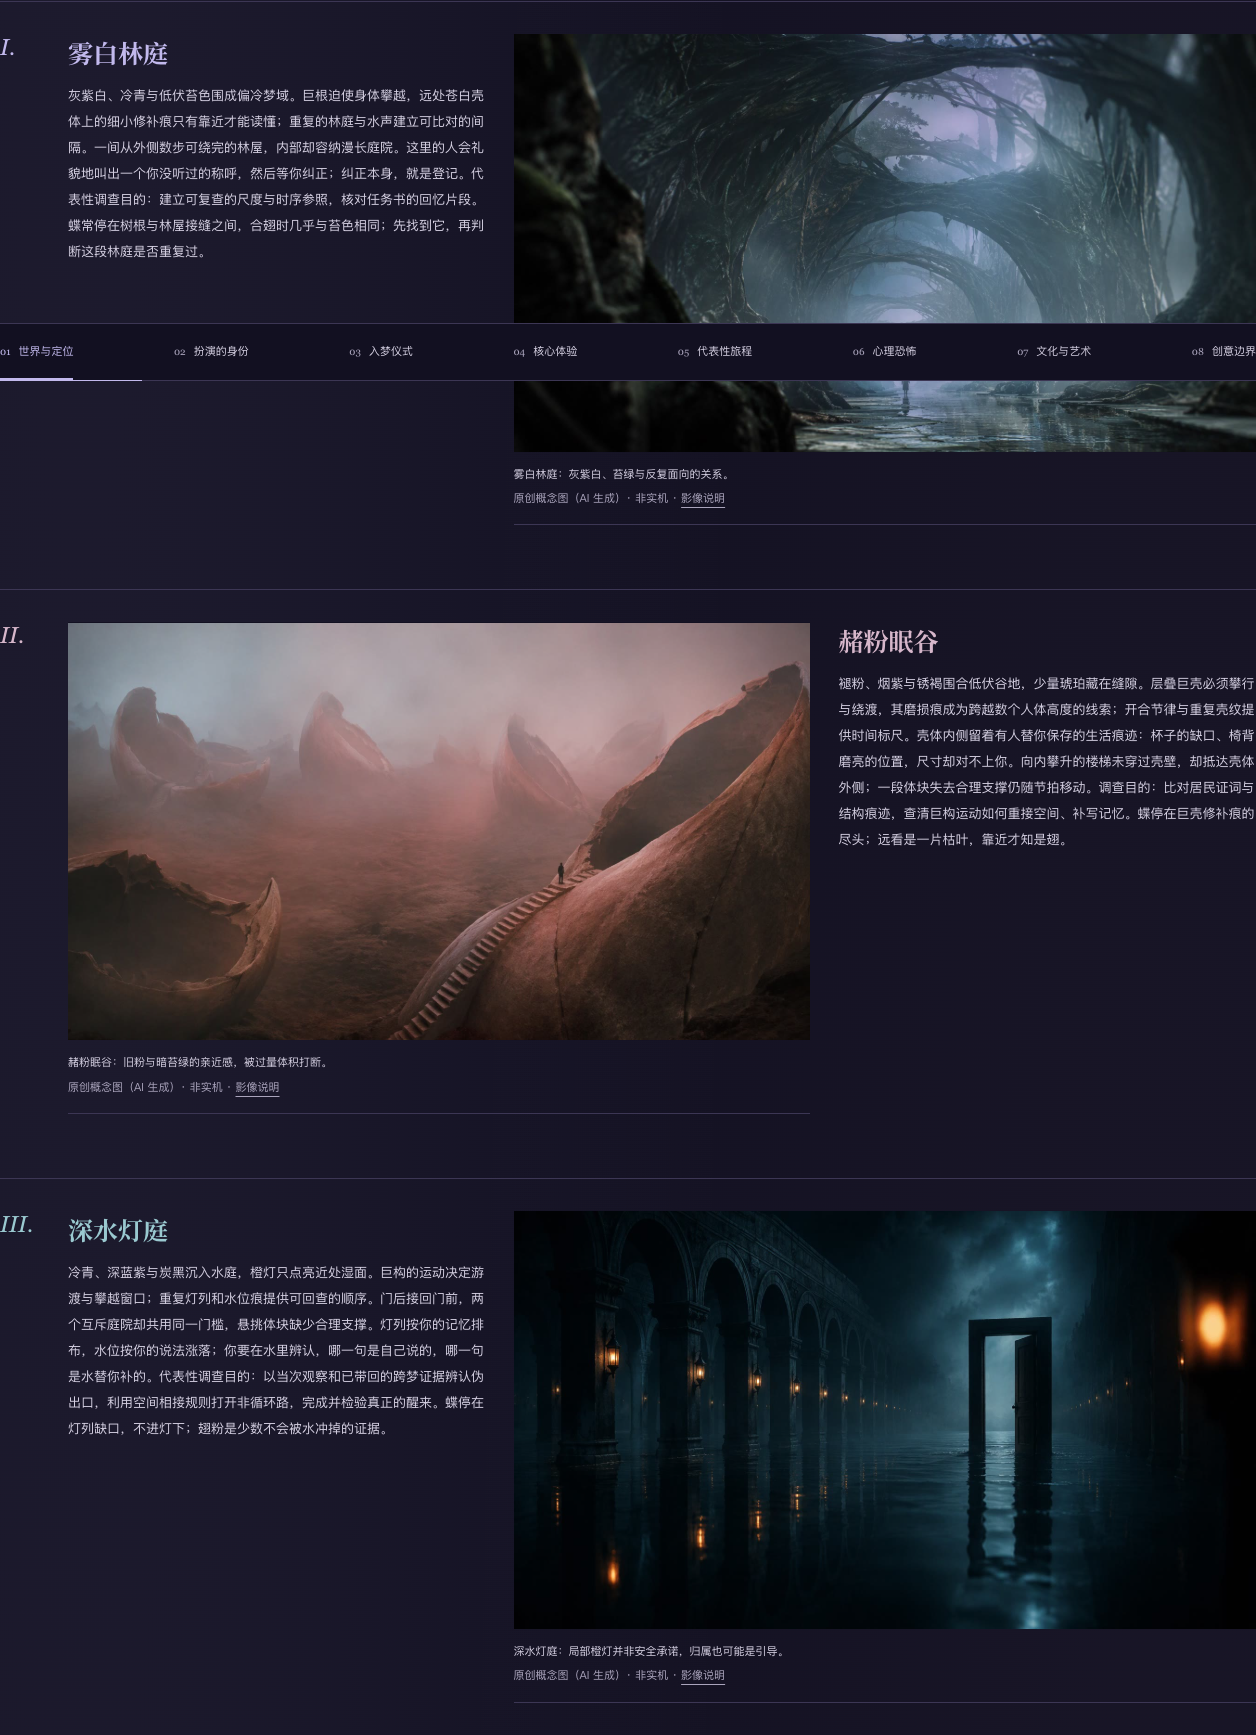 I.
雾白林庭
灰紫白、冷青与低伏苔色围成偏冷梦域。巨根迫使身体攀越，远处苍白壳
体上的细小修补痕只有靠近才能读懂；重复的林庭与水声建立可比对的间
隔。一间从外侧数步可绕完的林屋，内部却容纳漫长庭院。这里的人会礼
貌地叫出一个你没听过的称呼，然后等你纠正；纠正本身，就是登记。代
表性调查目的：建立可复查的尺度与时序参照，核对任务书的回忆片段。
蝶常停在树根与林屋接缝之间，合翅时几乎与苔色相同；先找到它，再判
断这段林庭是否重复过。
01 世界与定位
02 扮演的身份
03 入梦仪式
04 核心体验
05 代表性旅程
06 心理恐怖
07 文化与艺术
08 创意边界
雾白林庭：灰紫白、苔绿与反复面向的关系。
原创概念图（AI 生成）· 非实机 · 影像说明
II.
赭粉眠谷
褪粉、烟紫与锈褐围合低伏谷地，少量琥珀藏在缝隙。层叠巨壳必须攀行
与绕渡，其磨损痕成为跨越数个人体高度的线索；开合节律与重复壳纹提
供时间标尺。壳体内侧留着有人替你保存的生活痕迹：杯子的缺口、椅背
磨亮的位置，尺寸却对不上你。向内攀升的楼梯未穿过壳壁，却抵达壳体
外侧；一段体块失去合理支撑仍随节拍移动。调查目的：比对居民证词与
结构痕迹，查清巨构运动如何重接空间、补写记忆。蝶停在巨壳修补痕的
尽头；远看是一片枯叶，靠近才知是翅。
赭粉眠谷：旧粉与暗苔绿的亲近感，被过量体积打断。
原创概念图（AI 生成）· 非实机 · 影像说明
III.
深水灯庭
冷青、深蓝紫与炭黑沉入水庭，橙灯只点亮近处湿面。巨构的运动决定游
渡与攀越窗口；重复灯列和水位痕提供可回查的顺序。门后接回门前，两
个互斥庭院却共用同一门槛，悬挑体块缺少合理支撑。灯列按你的记忆排
布，水位按你的说法涨落；你要在水里辨认，哪一句是自己说的，哪一句
是水替你补的。代表性调查目的：以当次观察和已带回的跨梦证据辨认伪
出口，利用空间相接规则打开非循环路，完成并检验真正的醒来。蝶停在
灯列缺口，不进灯下；翅粉是少数不会被水冲掉的证据。
深水灯庭：局部橙灯并非安全承诺，归属也可能是引导。
原创概念图（AI 生成）· 非实机 · 影像说明